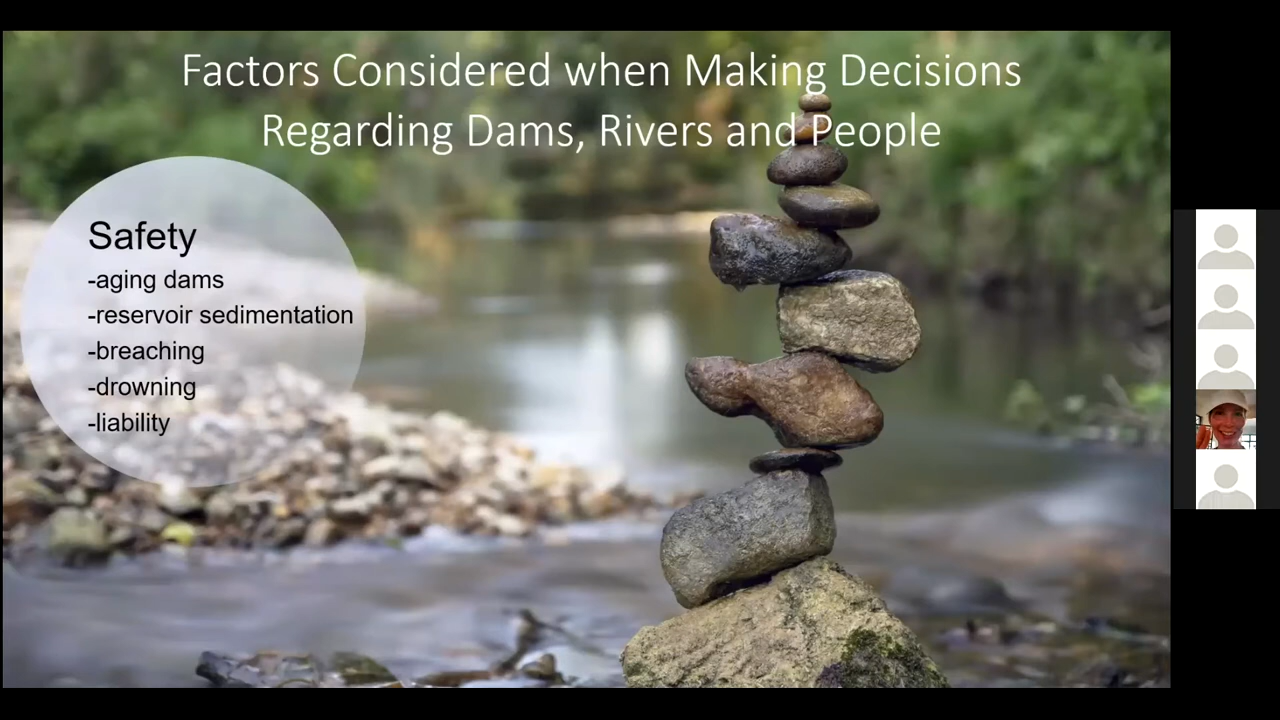 Factors Considered when Making Decisions
Regarding Dams, Rivers and People
Safety
-aging dams
-reservoir sedimentation
-breaching
-drowning
-liability